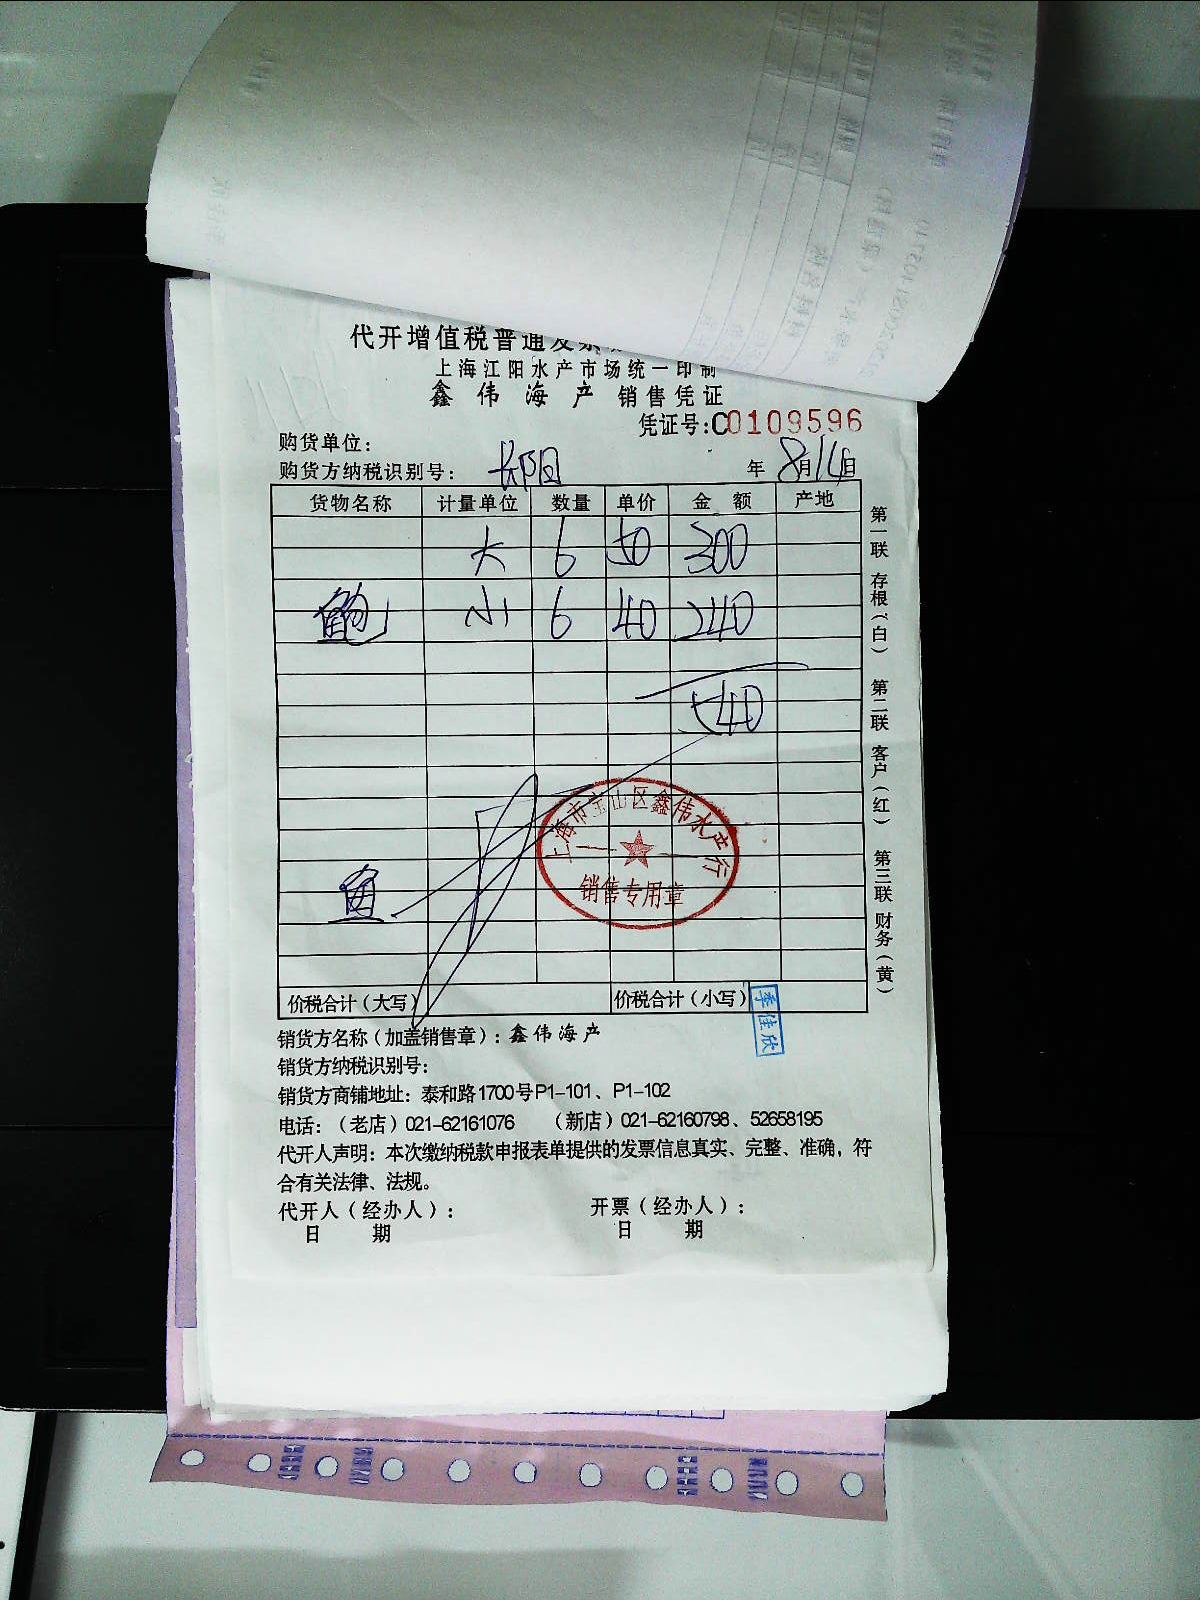 代开增值税普通发票
上海江阳水产市场统一印制
鑫伟海产 销售凭证
凭证号:C0109596
购货单位:
购货方纳税识别号: 长阳 年 8月14日
货物名称 计量单位 数量 单价 金额 产地
大 6 50 300
鲍 小 6 40 240
540
上海市宝山区鑫伟水产行
销售专用章
价税合计(大写) 价税合计(小写)
季佳欣
销货方名称(加盖销售章): 鑫伟海产
销货方纳税识别号:
销货方商铺地址: 泰和路1700号P1-101、P1-102
电话:(老店)021-62161076 (新店)021-62160798、52658195
代开人声明: 本次缴纳税款申报表单提供的发票信息真实、完整、准确,符
合有关法律、法规。
代开人(经办人): 开票(经办人):
日 期 日 期
第一联 存根(白) 第二联 客户(红) 第三联 财务(黄)